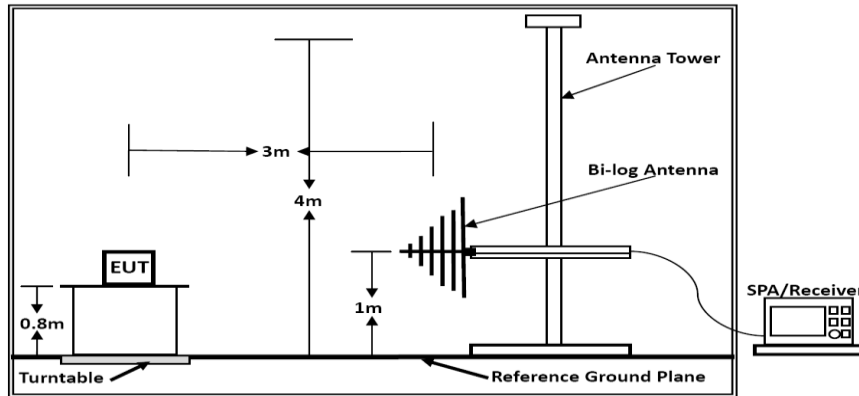 Antenna Tower
3m
Bi-log Antenna
4m
EUT
SPA/Receiver
1m
0.8m
Turntable
Reference Ground Plane